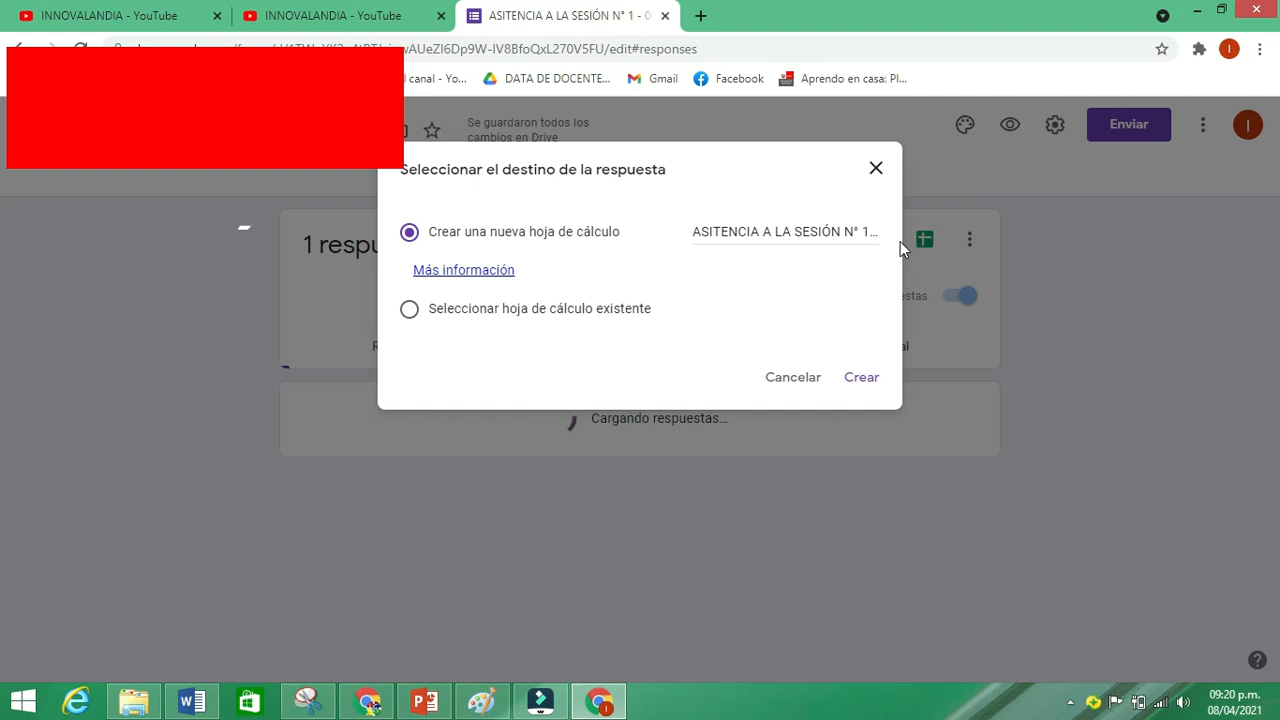 INNOVALANDIA - YouTube
INNOVALANDIA - YouTube
ASITENCIA A LA SESIÓN N° 1 - 0
AUeZI6Dp9W-IV8BfoQxL270V5FU/edit#responses
I
l canal - Yo...
DATA DE DOCENTE...
Gmail
Facebook
Aprendo en casa: Pl...
Se guardaron todos los
cambios en Drive
Enviar
I
Seleccionar el destino de la respuesta
1 respu
Crear una nueva hoja de cálculo
ASITENCIA A LA SESIÓN N° 1...
Más información
estas
Seleccionar hoja de cálculo existente
R
al
Cancelar
Crear
Cargando respuestas...
09:20 p.m.
08/04/2021